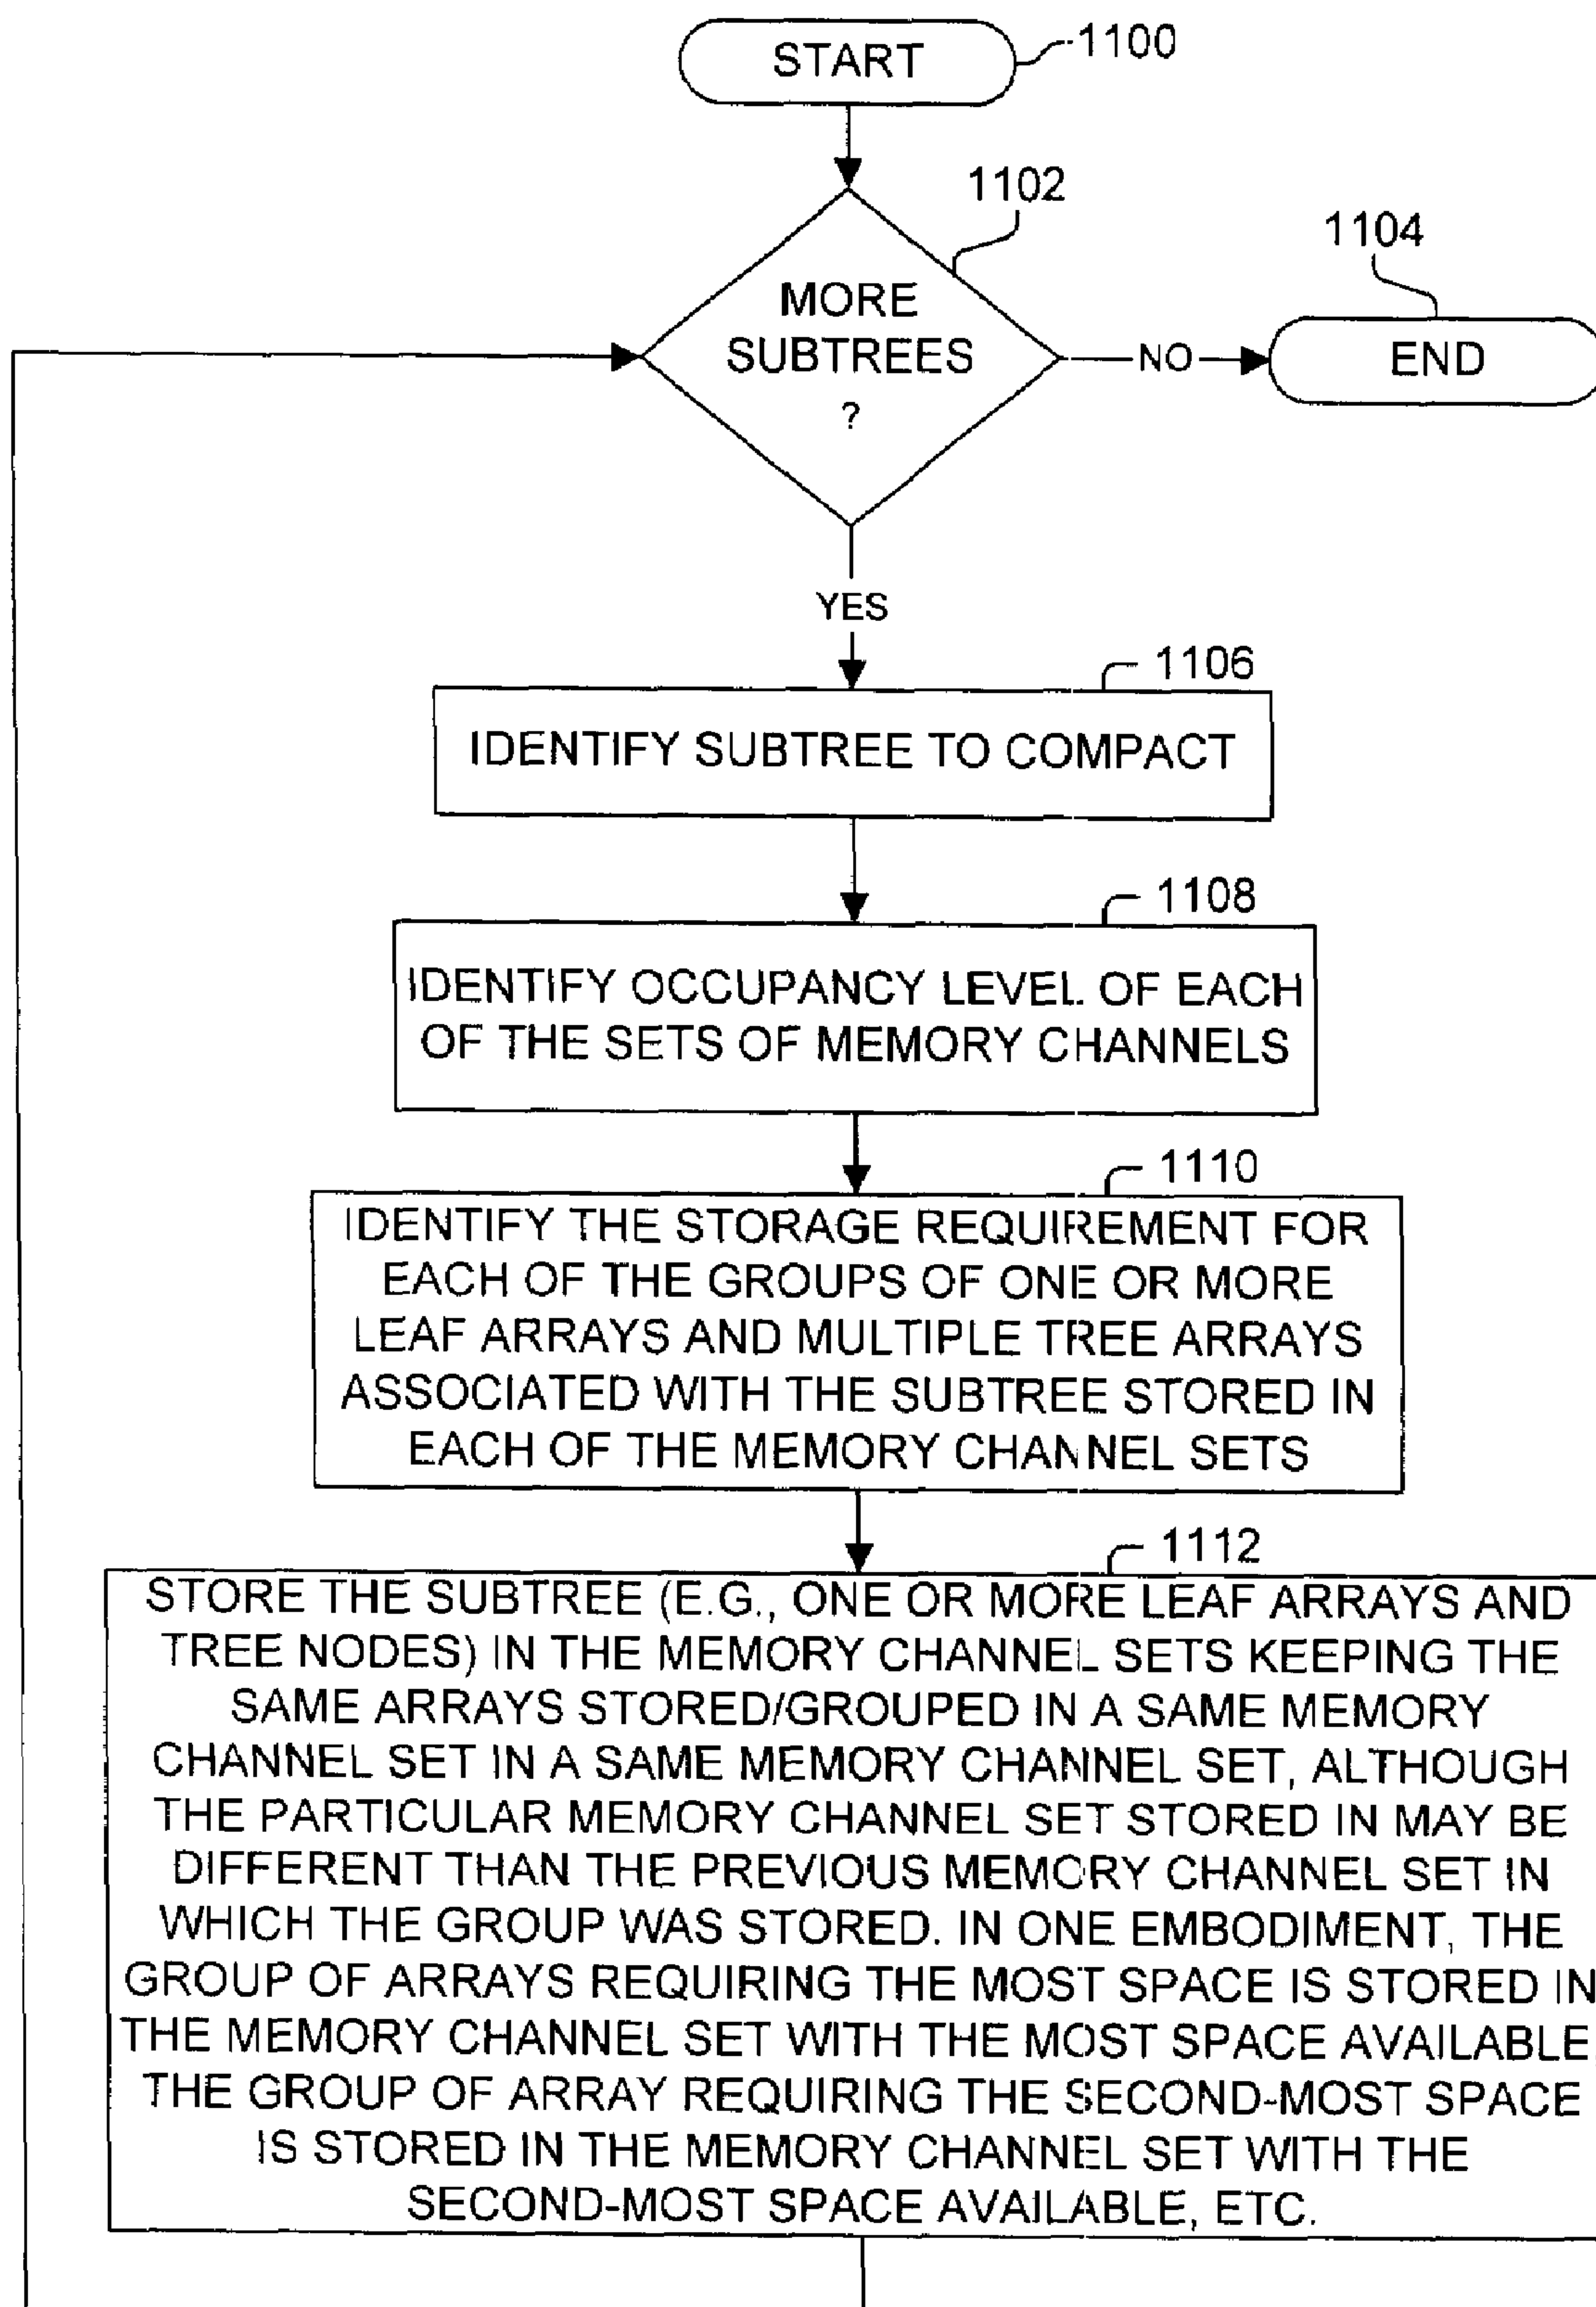 START
1100
1102
1104
MORE
SUBTREES
?
NO
END
YES
1106
IDENTIFY SUBTREE TO COMPACT
1108
IDENTIFY OCCUPANCY LEVEL OF EACH
OF THE SETS OF MEMORY CHANNELS
1110
IDENTIFY THE STORAGE REQUIREMENT FOR
EACH OF THE GROUPS OF ONE OR MORE
LEAF ARRAYS AND MULTIPLE TREE ARRAYS
ASSOCIATED WITH THE SUBTREE STORED IN
EACH OF THE MEMORY CHANNEL SETS
1112
STORE THE SUBTREE (E.G., ONE OR MORE LEAF ARRAYS AND
TREE NODES) IN THE MEMORY CHANNEL SETS KEEPING THE
SAME ARRAYS STORED/GROUPED IN A SAME MEMORY
CHANNEL SET IN A SAME MEMORY CHANNEL SET, ALTHOUGH
THE PARTICULAR MEMORY CHANNEL SET STORED IN MAY BE
DIFFERENT THAN THE PREVIOUS MEMORY CHANNEL SET IN
WHICH THE GROUP WAS STORED. IN ONE EMBODIMENT, THE
GROUP OF ARRAYS REQUIRING THE MOST SPACE IS STORED IN
THE MEMORY CHANNEL SET WITH THE MOST SPACE AVAILABLE
THE GROUP OF ARRAY REQUIRING THE SECOND-MOST SPACE
IS STORED IN THE MEMORY CHANNEL SET WITH THE
SECOND-MOST SPACE AVAILABLE, ETC.